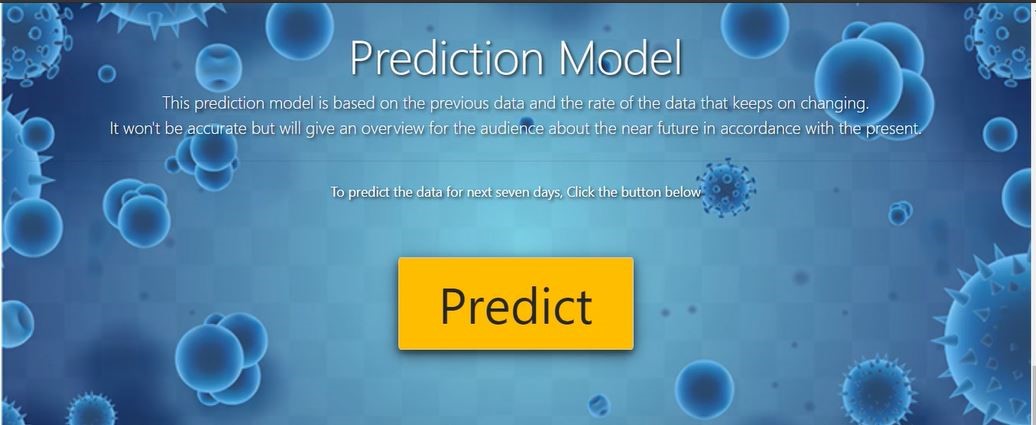 Prediction Model
This prediction model is based on the previous data and the rate of the data that keeps on changing.
It won't be accurate but will give an overview for the audience about the near future in accordance with the present.
To predict the data for next seven days, Click the button below
Predict